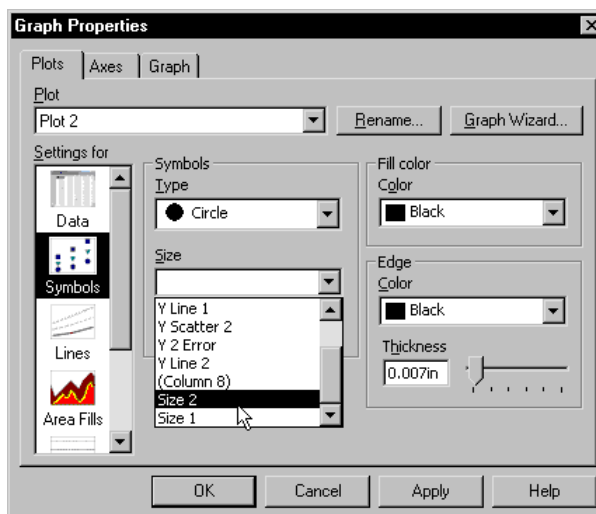 Graph Properties
Plots
Axes
Graph
Plot
Plot 2
Rename...
Graph Wizard...
Settings for
Data
Symbols
Lines
Area Fills
Symbols
Type
Circle
Size
Y Line 1
Y Scatter 2
Y 2 Error
Y Line 2
(Column 8)
Size 2
Size 1
Fill color
Color
Black
Edge
Color
Black
Thickness
0.007in
OK
Cancel
Apply
Help